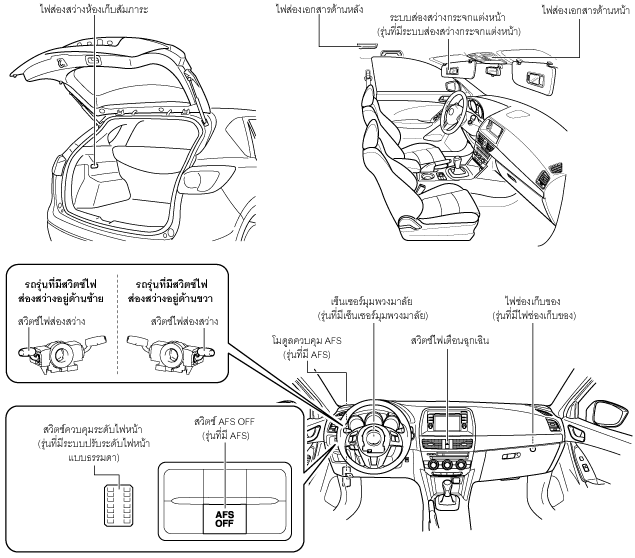 ไฟส่องสว่างห้องเก็บสัมภาระ
ไฟส่องเอกสารด้านหลัง
ระบบส่องสว่างกระจกแต่งหน้า
(รุ่นที่มีระบบส่องสว่างกระจกแต่งหน้า)
ไฟส่องเอกสารด้านหน้า
รถรุ่นที่มีสวิตช์ไฟ
ส่องสว่างอยู่ด้านซ้าย
สวิตช์ไฟส่องสว่าง
รถรุ่นที่มีสวิตช์ไฟ
ส่องสว่างอยู่ด้านขวา
สวิตช์ไฟส่องสว่าง
เซ็นเซอร์มุมพวงมาลัย
(รุ่นที่มีเซ็นเซอร์มุมพวงมาลัย)
ไฟช่องเก็บของ
(รุ่นที่มีไฟช่องเก็บของ)
โมดูลควบคุม AFS
(รุ่นที่มี AFS)
สวิตช์ไฟเตือนฉุกเฉิน
สวิตช์ควบคุมระดับไฟหน้า
(รุ่นที่มีระบบปรับระดับไฟหน้า
แบบธรรมดา)
สวิตช์ AFS OFF
(รุ่นที่มี AFS)
AFS
OFF